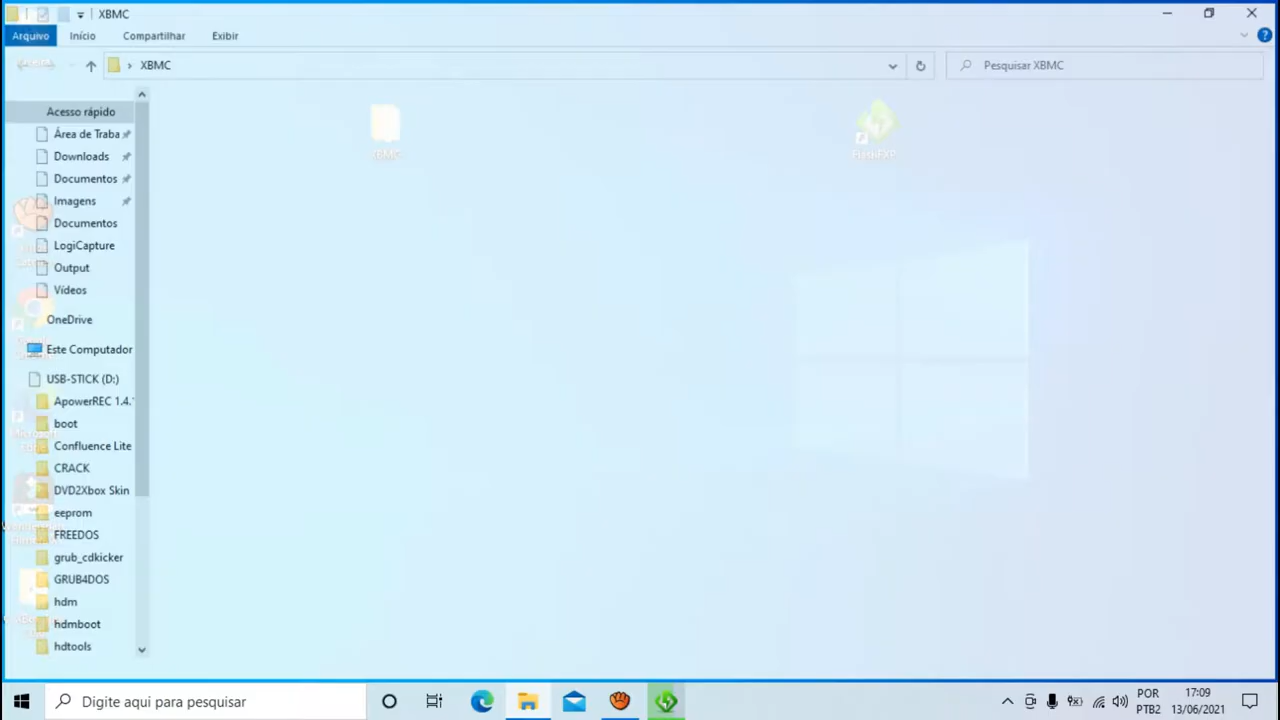 XBMC
Arquivo
Início
Compartilhar
Exibir
XBMC
Pesquisar XBMC
Acesso rápido
Área de Traba
Downloads
Documentos
Imagens
Documentos
LogiCapture
Output
Vídeos
OneDrive
Este Computador
USB-STICK (D:)
ApowerREC 1.4.
boot
Confluence Lite
CRACK
DVD2Xbox Skin
eeprom
FREEDOS
grub_cdkicker
GRUB4DOS
hdm
hdmboot
hdtools
XBMC
FlashFXP
Digite aqui para pesquisar
POR
PTB2
17:09
13/06/2021